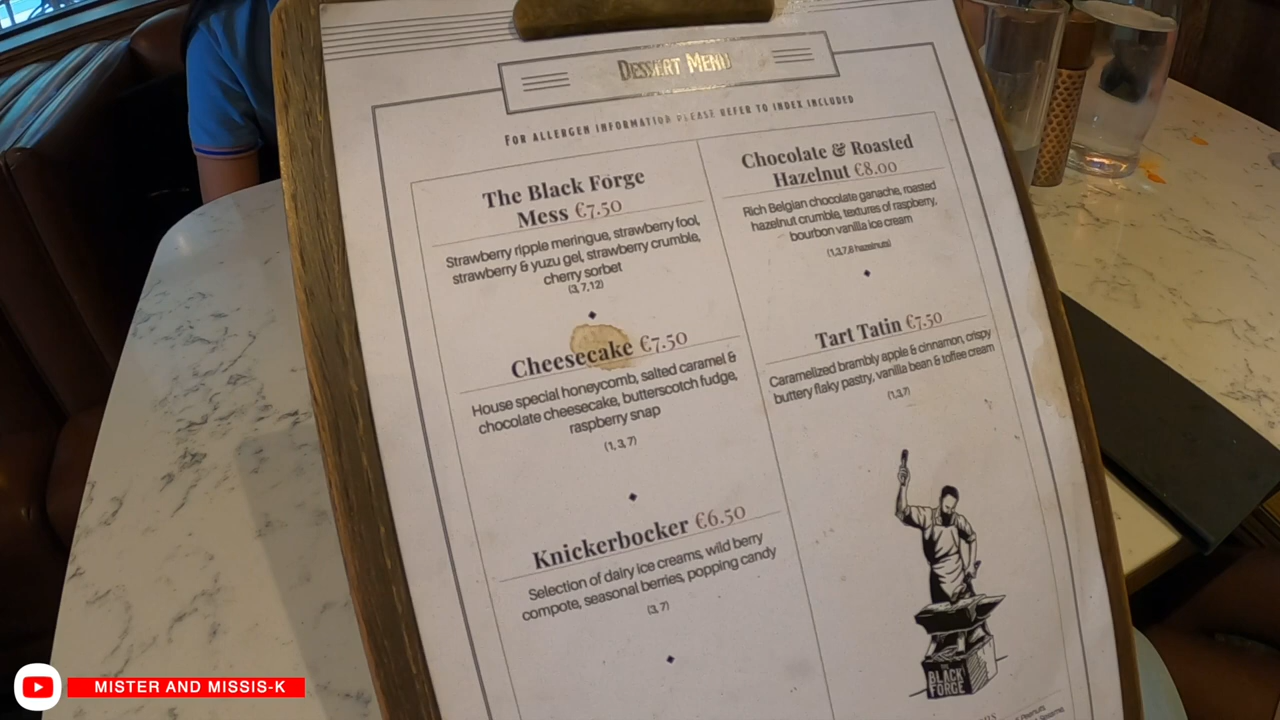 DESSERT MENU
FOR ALLERGEN INFORMATION PLEASE REFER TO INDEX INCLUDED
The Black Forge
Mess €7.50
Strawberry ripple meringue, strawberry fool,
strawberry & yuzu gel, strawberry crumble,
cherry sorbet
(3, 7,12)
Cheesecake €7.50
House special honeycomb, salted caramel &
chocolate cheesecake, butterscotch fudge,
raspberry snap
(1, 3, 7)
Knickerbocker €6.50
Selection of dairy ice creams, wild berry
compote, seasonal berries, popping candy
(3, 7)
Chocolate & Roasted
Hazelnut €8.00
Rich Belgian chocolate ganache, roasted
hazelnut crumble, textures of raspberry,
bourbon vanilla ice cream
(1,3,7,8 hazelnuts)
Tart Tatin €7.50
Caramelized brambly apple & cinnamon, crispy
buttery flaky pastry, vanilla bean & toffee cream
(1,3,7)
THE
BLACK
FORGE
MISTER AND MISSIS-K